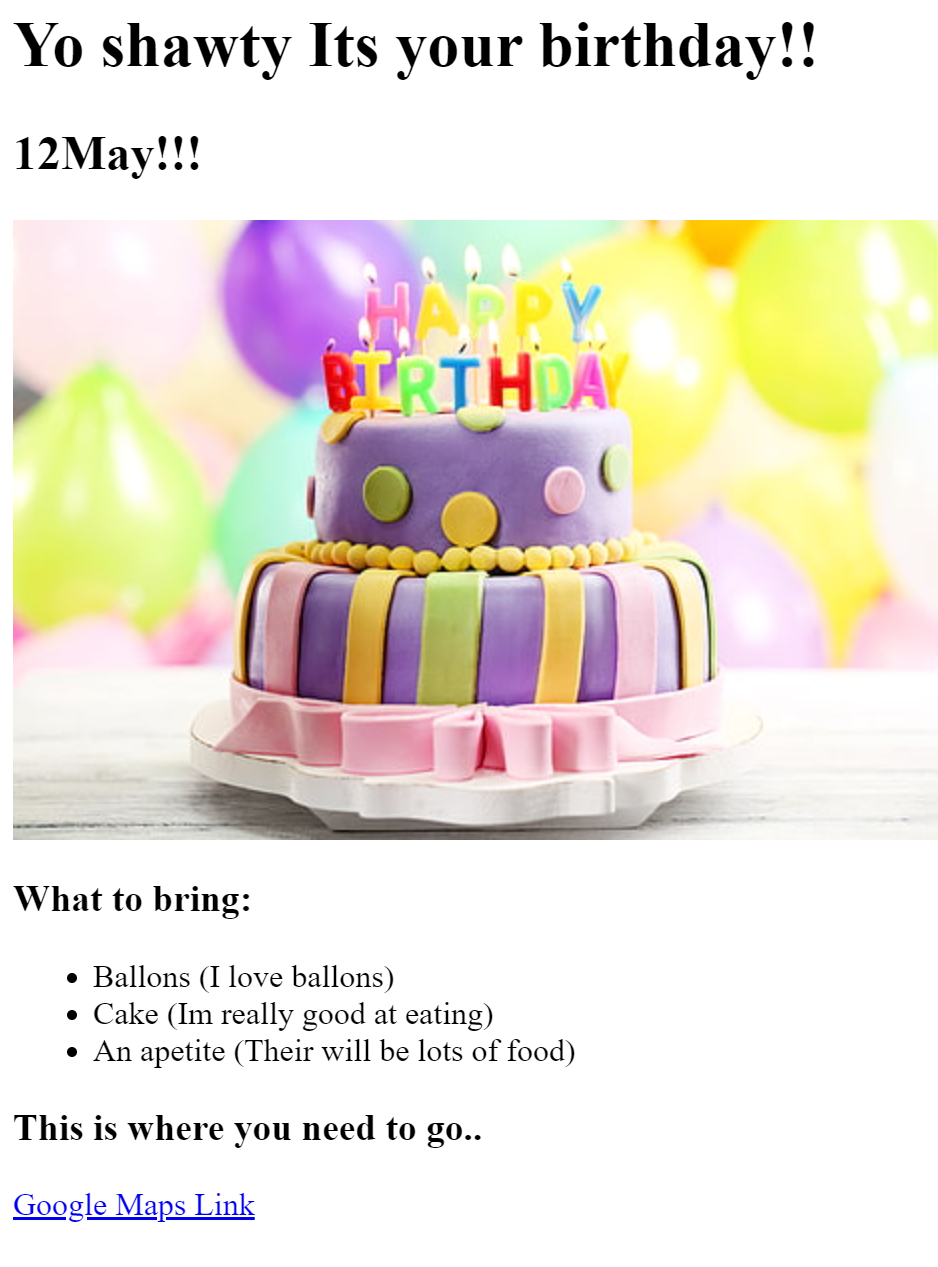 Yo shawty Its your birthday!!
12May!!!
HAPPY
BIRTHDAY
What to bring:
Ballons (I love ballons)
Cake (Im really good at eating)
An apetite (Their will be lots of food)
This is where you need to go..
Google Maps Link